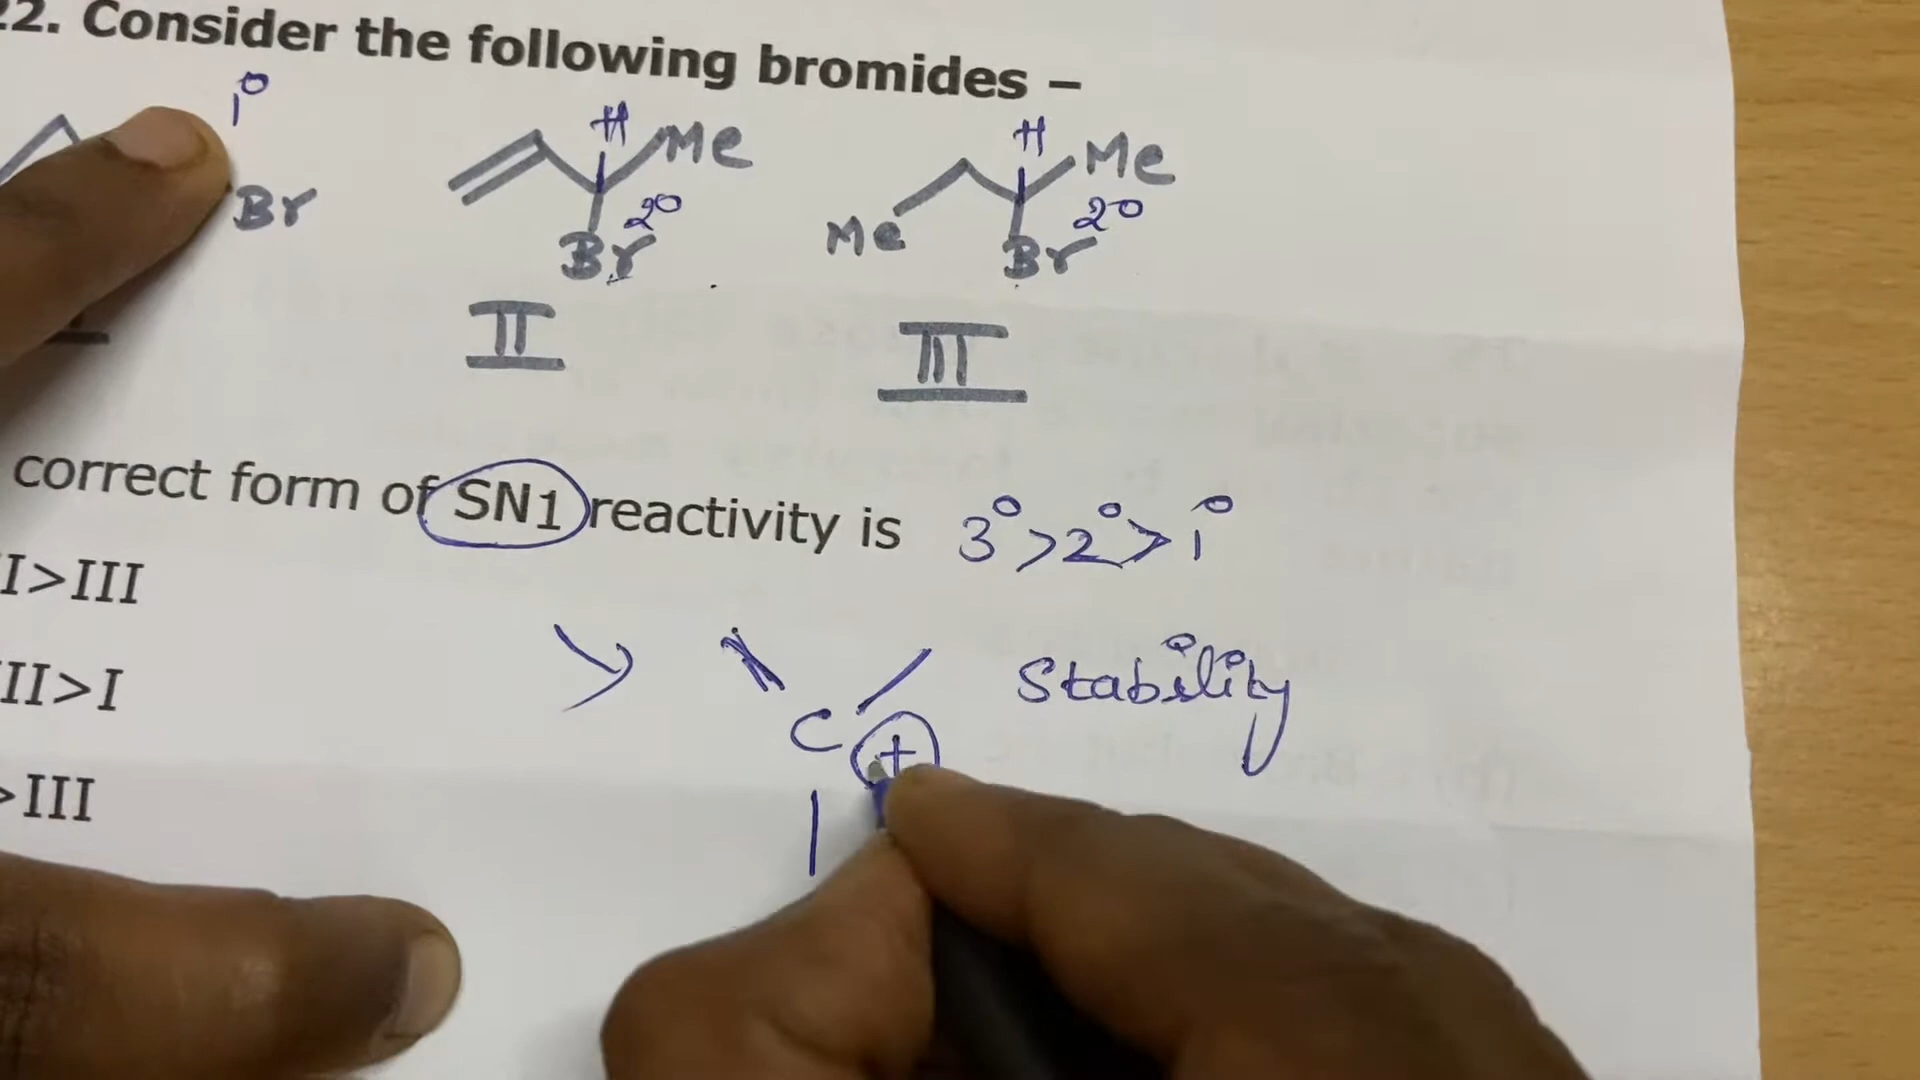 22. Consider the following bromides –
1° H Me H Me
Br 2° Br Me 2° Br
II III
correct form of SN1 reactivity is 3°>2°>1°
I>III
II>I
>III
C + Stability